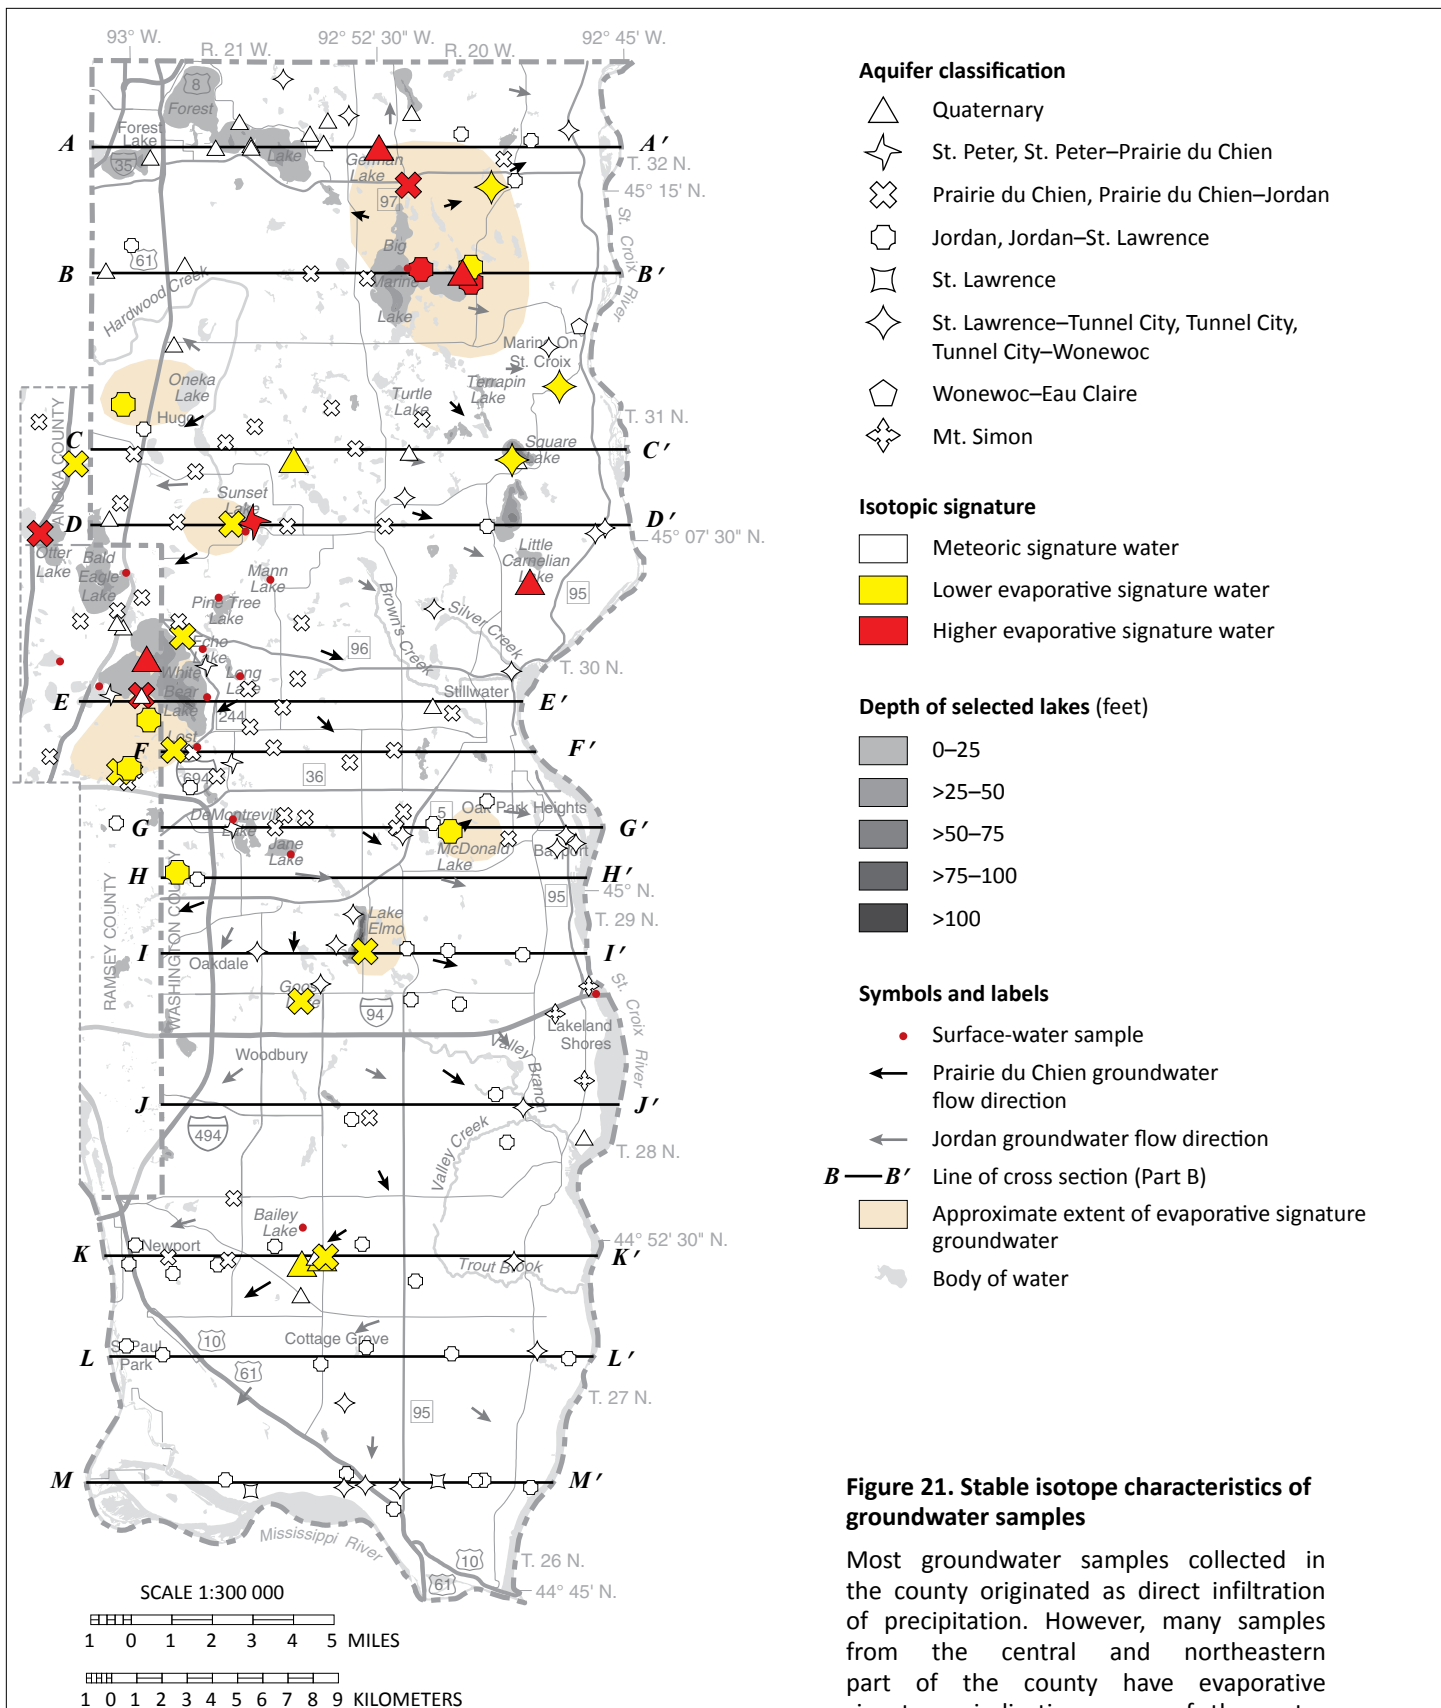 93° W.
R. 21 W.
92° 52' 30" W.
R. 20 W.
92° 45' W.
8
Forest
Forest
Lake
35
Lake
German
Lake
A
A′
T. 32 N.
45° 15' N.
97
St. Croix River
Big
Marine
Lake
61
B
B′
Hardwood Creek
Marine On
St. Croix
Oneka
Lake
Hugo
Turtle
Lake
Terrapin
Lake
T. 31 N.
ANOKA COUNTY
C
C′
Square
Lake
Sunset
Lake
D
D′
45° 07' 30" N.
Otter
Lake
Bald
Eagle
Lake
Little
Carnelian
Lake
Mann
Lake
95
Pine Tree
Lake
Brown's Creek
Silver Creek
Echo
Lake
96
T. 30 N.
White
Bear
Lake
Long
Lake
E
E′
Stillwater
244
Lost
F
F′
694
36
DeMontreville
Lake
5
Oak Park Heights
G
G′
Jane
Lake
McDonald
Lake
Bayport
H
H′
45° N.
RAMSEY COUNTY
WASHINGTON COUNTY
95
T. 29 N.
Lake
Elmo
I
I′
Oakdale
Goose
Lake
94
St. Croix River
Lakeland
Shores
Woodbury
Valley Branch
J
J′
494
Valley Creek
T. 28 N.
Bailey
Lake
Newport
44° 52' 30" N.
K
K′
Trout Brook
10
Cottage Grove
St. Paul
Park
L
L′
61
T. 27 N.
95
M
M′
Mississippi River
10
T. 26 N.
61
44° 45' N.
SCALE 1:300 000
1 0 1 2 3 4 5 MILES
1 0 1 2 3 4 5 6 7 8 9 KILOMETERS
Aquifer classification
Quaternary
St. Peter, St. Peter–Prairie du Chien
Prairie du Chien, Prairie du Chien–Jordan
Jordan, Jordan–St. Lawrence
St. Lawrence
St. Lawrence–Tunnel City, Tunnel City,
Tunnel City–Wonewoc
Wonewoc–Eau Claire
Mt. Simon
Isotopic signature
Meteoric signature water
Lower evaporative signature water
Higher evaporative signature water
Depth of selected lakes (feet)
0–25
>25–50
>50–75
>75–100
>100
Symbols and labels
Surface-water sample
Prairie du Chien groundwater
flow direction
Jordan groundwater flow direction
B — B′ Line of cross section (Part B)
Approximate extent of evaporative signature
groundwater
Body of water
Figure 21. Stable isotope characteristics of
groundwater samples
Most groundwater samples collected in
the county originated as direct infiltration
of precipitation. However, many samples
from the central and northeastern
part of the county have evaporative